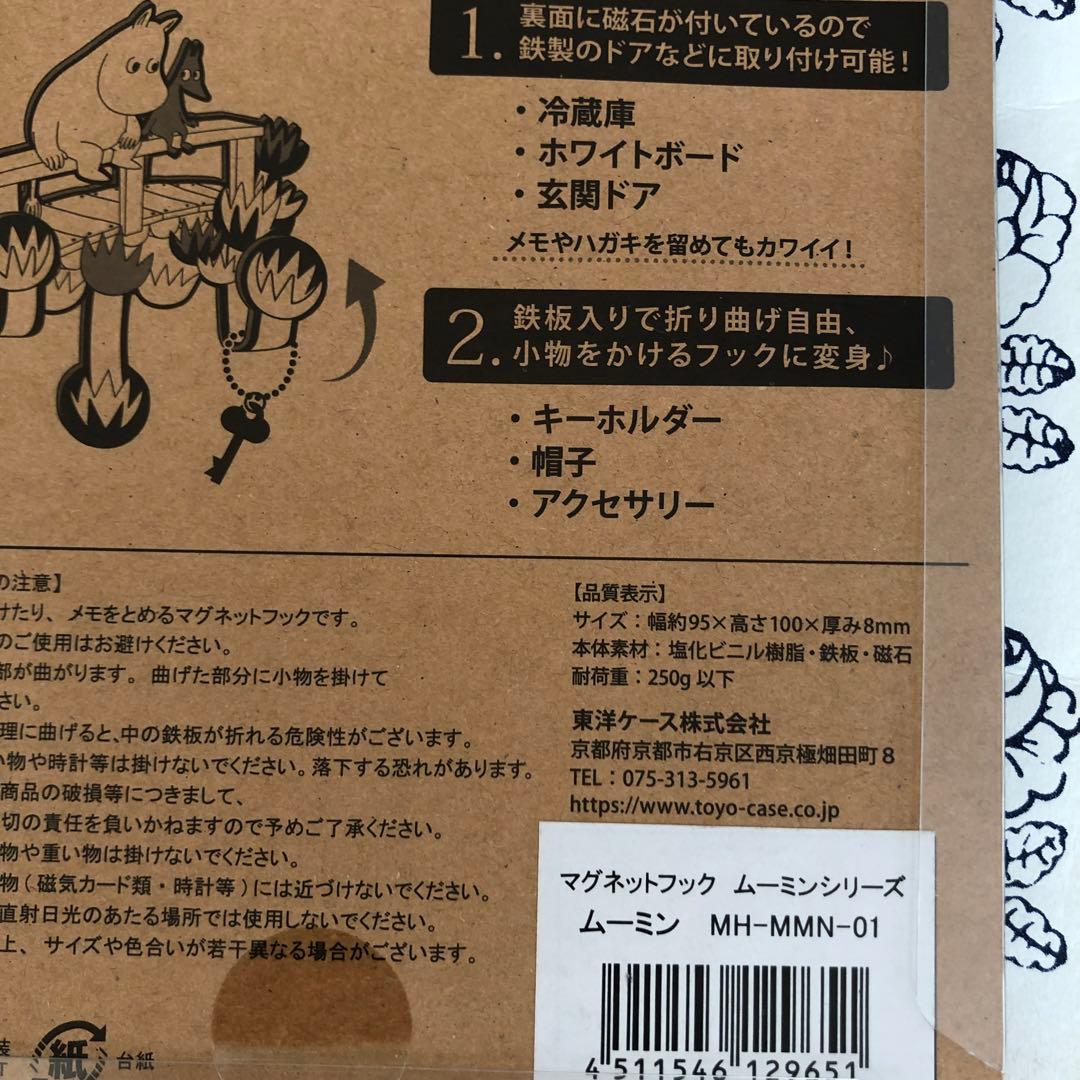 1. 裏面に磁石が付いているので
鉄製のドアなどに取り付け可能！
・冷蔵庫
・ホワイトボード
・玄関ドア
メモやハガキを留めてもカワイイ！
2. 鉄板入りで折り曲げ自由、
小物をかけるフックに変身♪
・キーホルダー
・帽子
・アクセサリー
の注意】
けたり、メモをとめるマグネットフックです。
のご使用はお避けください。
部が曲がります。曲げた部分に小物を掛けて
さい。
理に曲げると、中の鉄板が折れる危険性がございます。
い物や時計等は掛けないでください。落下する恐れがあります。
商品の破損等につきまして、
切の責任を負いかねますので予めご了承ください。
物や重い物は掛けないでください。
物（磁気カード類・時計等）には近づけないでください。
直射日光のあたる場所では使用しないでください。
上、サイズや色合いが若干異なる場合がございます。
【品質表示】
サイズ：幅約95×高さ100×厚み8mm
本体素材：塩化ビニル樹脂・鉄板・磁石
耐荷重：250g以下
東洋ケース株式会社
京都府京都市右京区西京極畑田町8
TEL：075-313-5961
https://www.toyo-case.co.jp
マグネットフック ムーミンシリーズ
ムーミン MH-MMN-01
4 511546 129651
装
紙
台紙